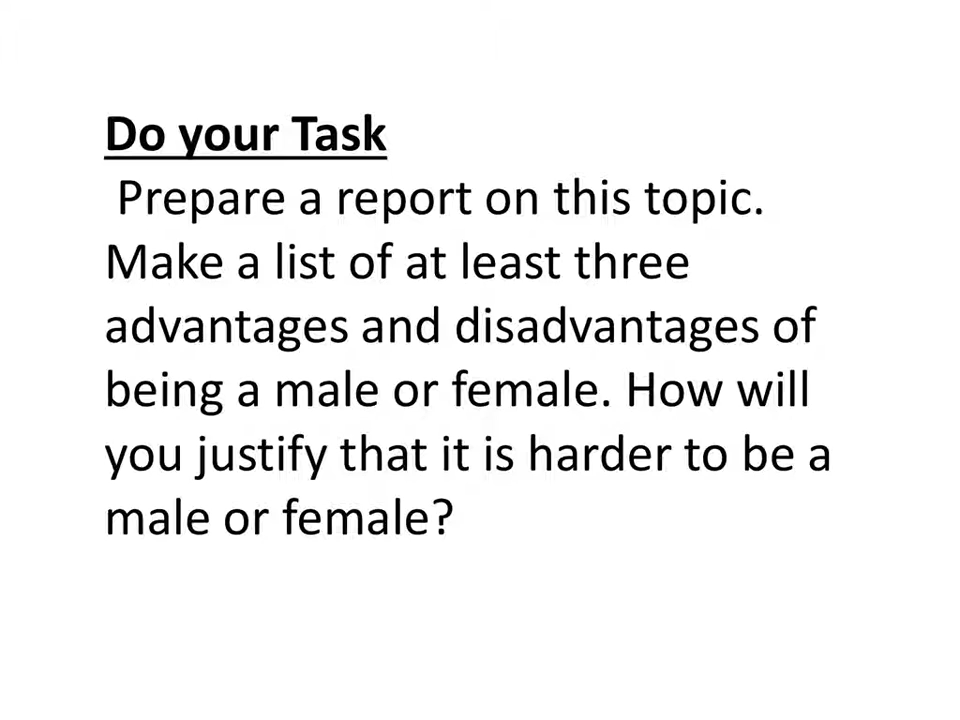 Do your Task
Prepare a report on this topic.
Make a list of at least three
advantages and disadvantages of
being a male or female. How will
you justify that it is harder to be a
male or female?